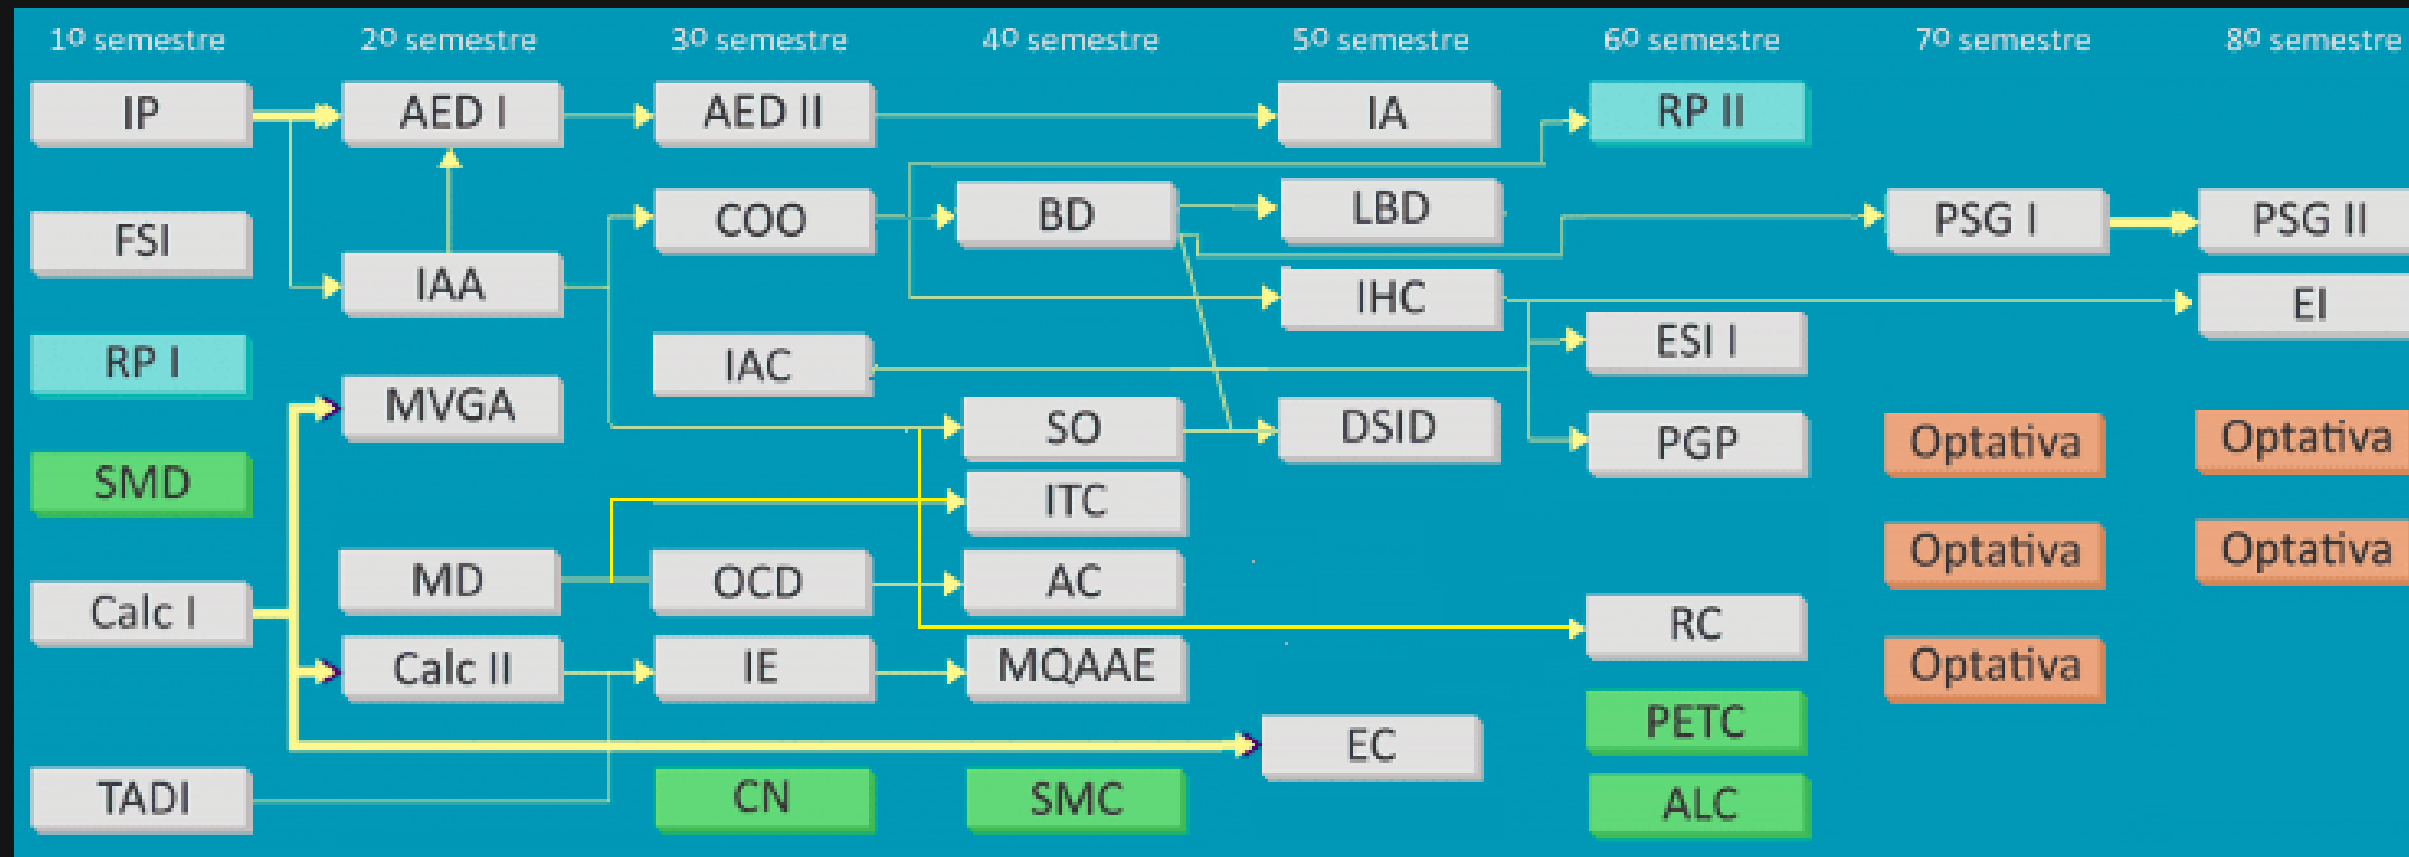 1º semestre
2º semestre
3º semestre
4º semestre
5º semestre
6º semestre
7º semestre
8º semestre
IP
AED I
AED II
IA
RP II
FSI
IAA
COO
BD
LBD
PSG I
PSG II
IHC
EI
RP I
MVGA
IAC
ESI I
SMD
SO
DSID
PGP
Optativa
Optativa
ITC
Calc I
MD
OCD
AC
Optativa
Optativa
RC
Calc II
IE
MQAAE
Optativa
EC
PETC
TADI
CN
SMC
ALC